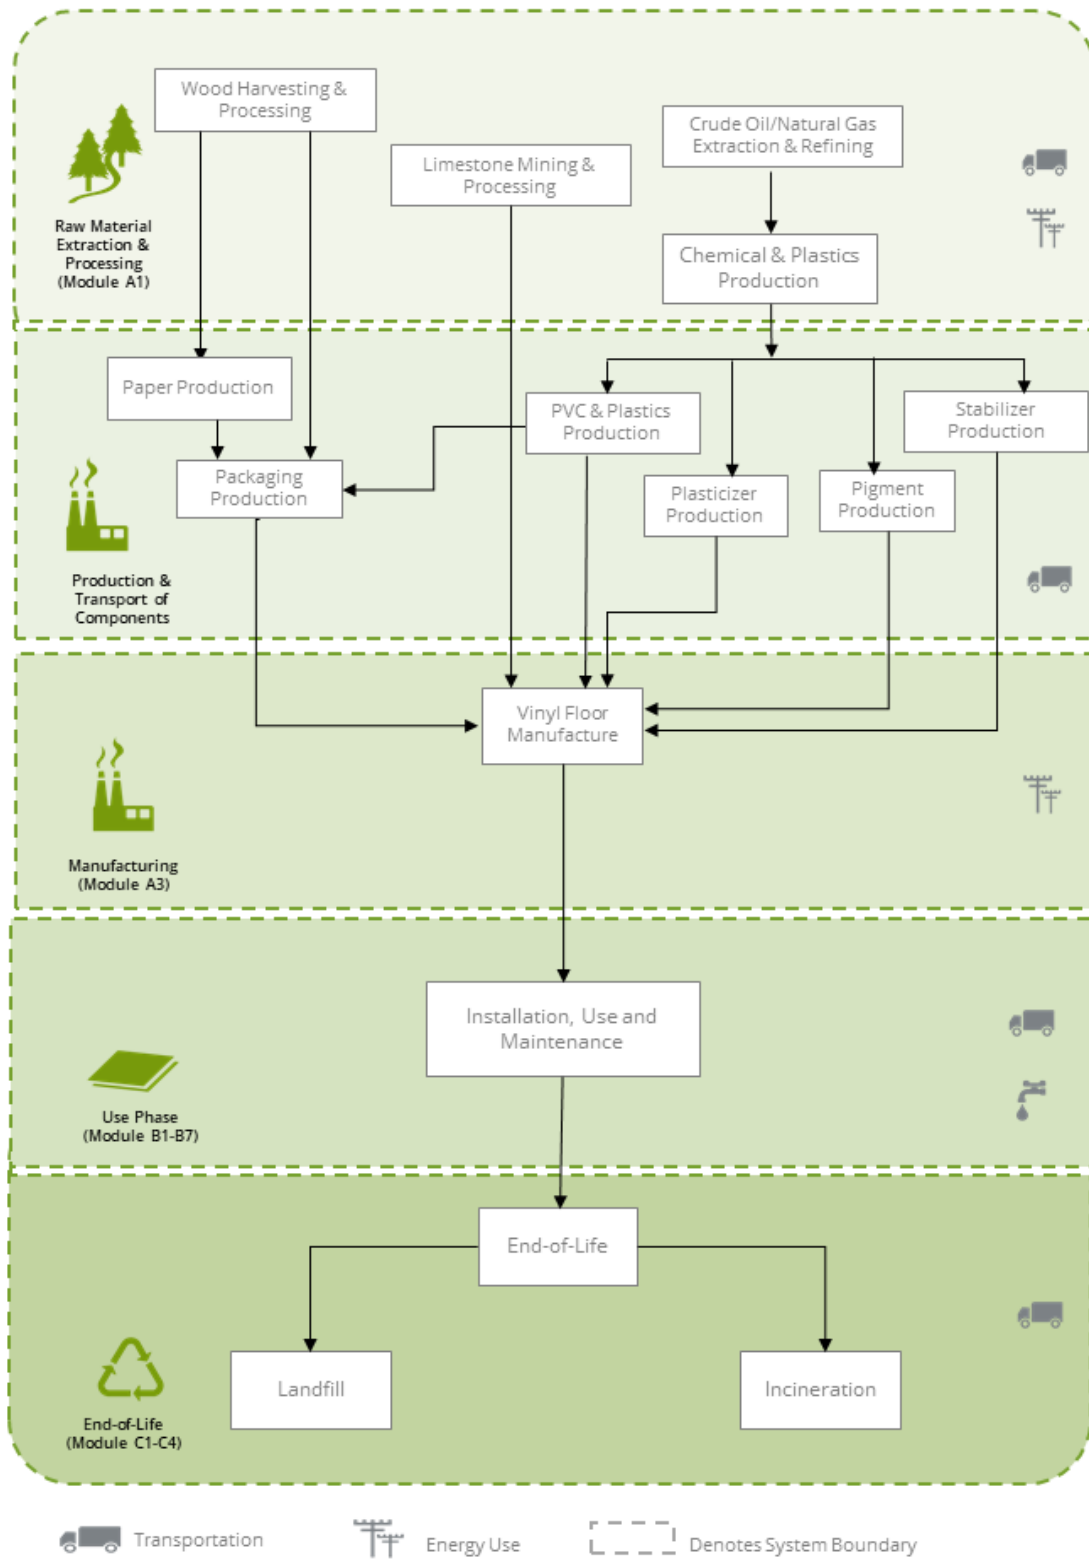 Wood Harvesting &
Processing
Crude Oil/Natural Gas
Extraction & Refining
Limestone Mining &
Processing
Raw Material
Extraction &
Processing
(Module A1)
Chemical & Plastics
Production
Paper Production
PVC & Plastics
Production
Stabilizer
Production
Packaging
Production
Plasticizer
Production
Pigment
Production
Production &
Transport of
Components
Vinyl Floor
Manufacture
Manufacturing
(Module A3)
Installation, Use and
Maintenance
Use Phase
(Module B1-B7)
End-of-Life
Landfill
Incineration
End-of-Life
(Module C1-C4)
Transportation
Energy Use
Denotes System Boundary